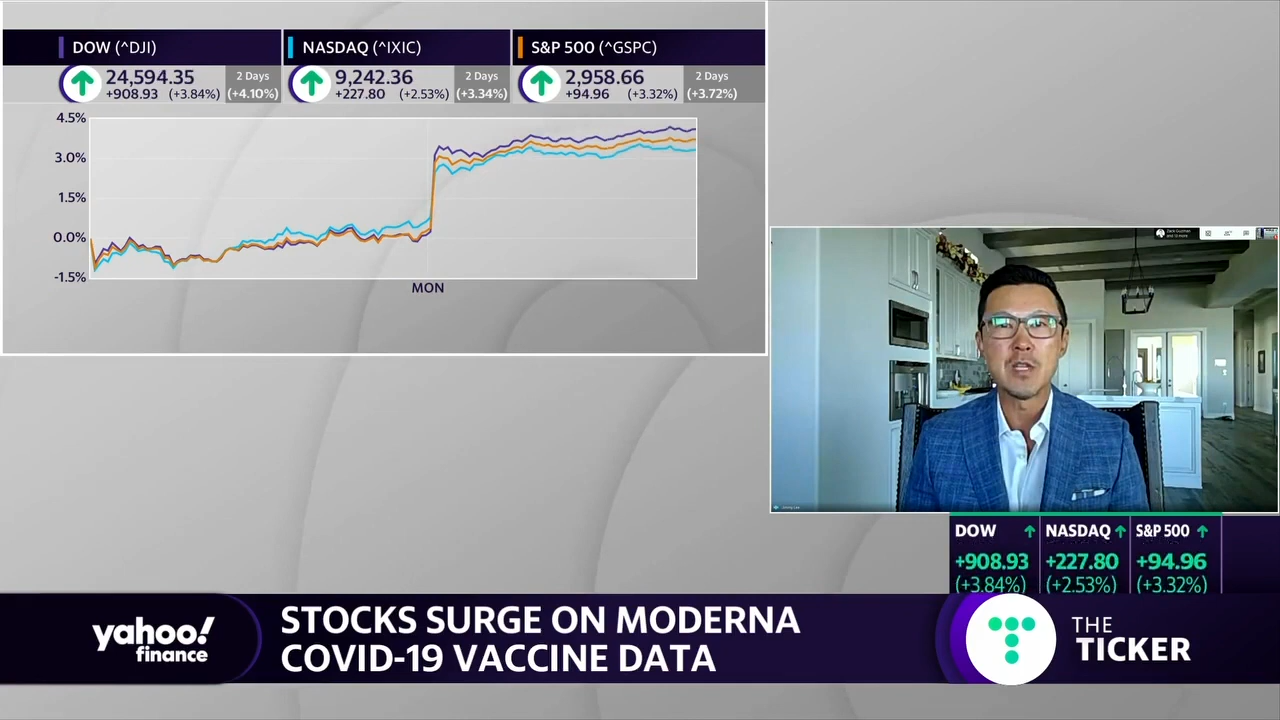 DOW (^DJI)
NASDAQ (^IXIC)
S&P 500 (^GSPC)
24,594.35
+908.93 (+3.84%)
2 Days
(+4.10%)
9,242.36
+227.80 (+2.53%)
2 Days
(+3.34%)
2,958.66
+94.96 (+3.32%)
2 Days
(+3.72%)
4.5%
3.0%
1.5%
0.0%
-1.5%
MON
Zack Guzman
DOW
+908.93
(+3.84%)
NASDAQ
+227.80
(+2.53%)
S&P 500
+94.96
(+3.32%)
yahoo!
finance
STOCKS SURGE ON MODERNA
COVID-19 VACCINE DATA
THE
TICKER